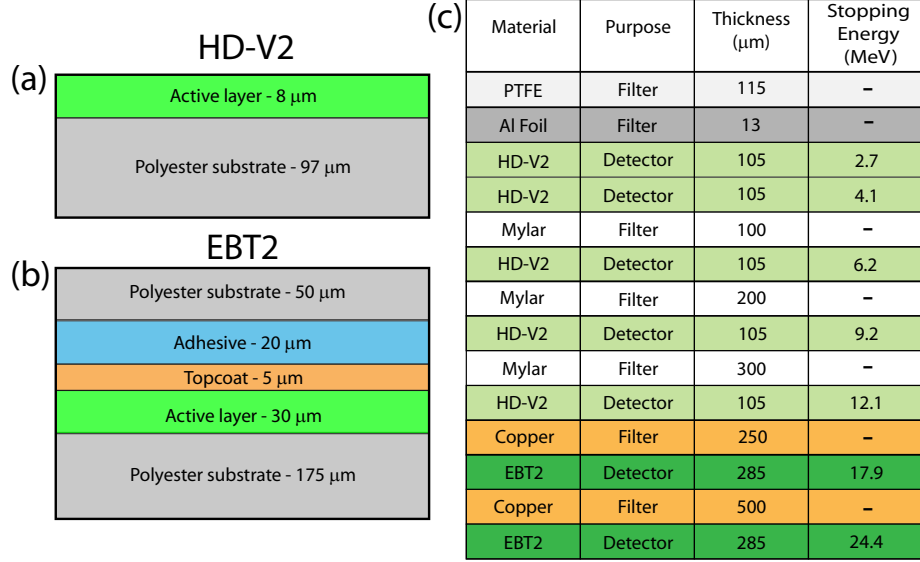 HD-V2
(a)
Active layer - 8 μm
Polyester substrate - 97 μm
EBT2
(b)
Polyester substrate - 50 μm
Adhesive - 20 μm
Topcoat - 5 μm
Active layer - 30 μm
Polyester substrate - 175 μm
(c)
Material Purpose Thickness (μm) Stopping Energy (MeV)
PTFE Filter 115 –
Al Foil Filter 13 –
HD-V2 Detector 105 2.7
HD-V2 Detector 105 4.1
Mylar Filter 100 –
HD-V2 Detector 105 6.2
Mylar Filter 200 –
HD-V2 Detector 105 9.2
Mylar Filter 300 –
HD-V2 Detector 105 12.1
Copper Filter 250 –
EBT2 Detector 285 17.9
Copper Filter 500 –
EBT2 Detector 285 24.4